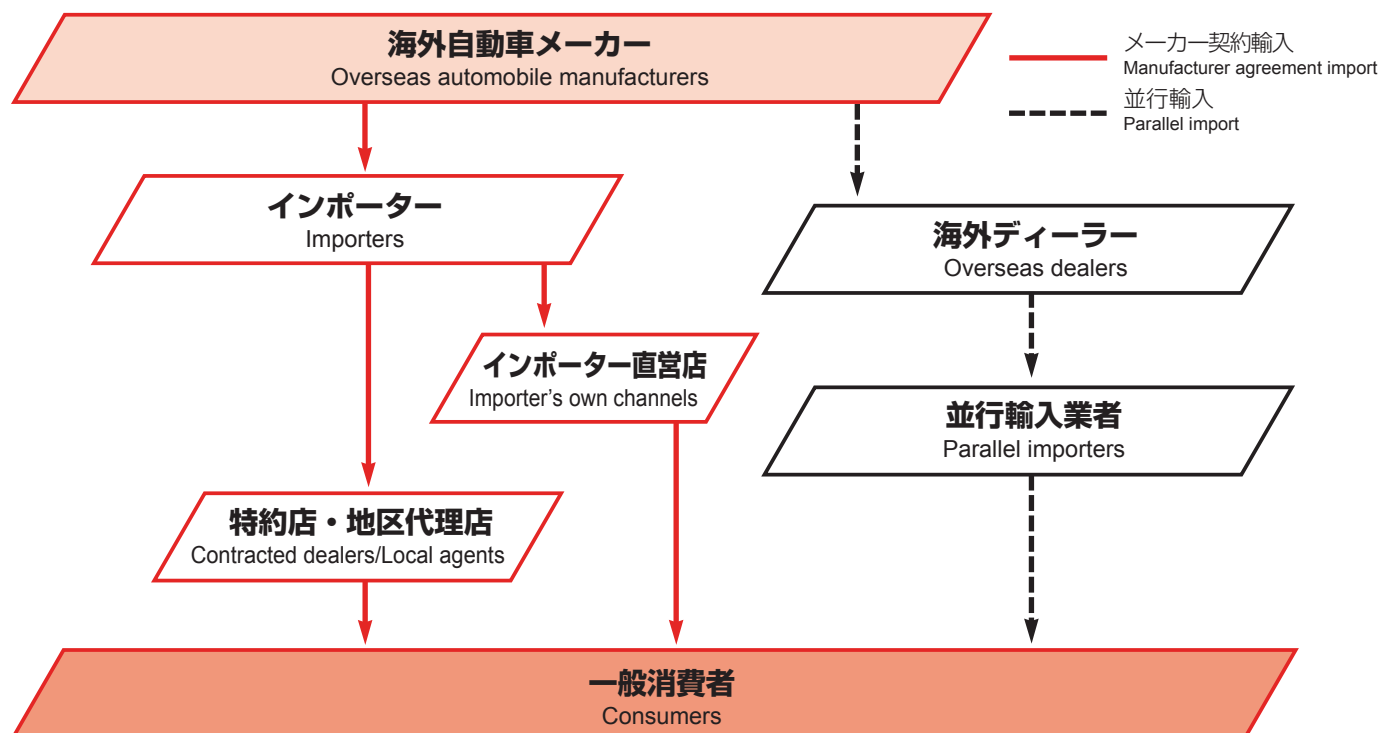 海外自動車メーカー
Overseas automobile manufacturers
メーカー契約輸入
Manufacturer agreement import
並行輸入
Parallel import
インポーター
Importers
海外ディーラー
Overseas dealers
インポーター直営店
Importer’s own channels
並行輸入業者
Parallel importers
特約店・地区代理店
Contracted dealers/Local agents
一般消費者
Consumers